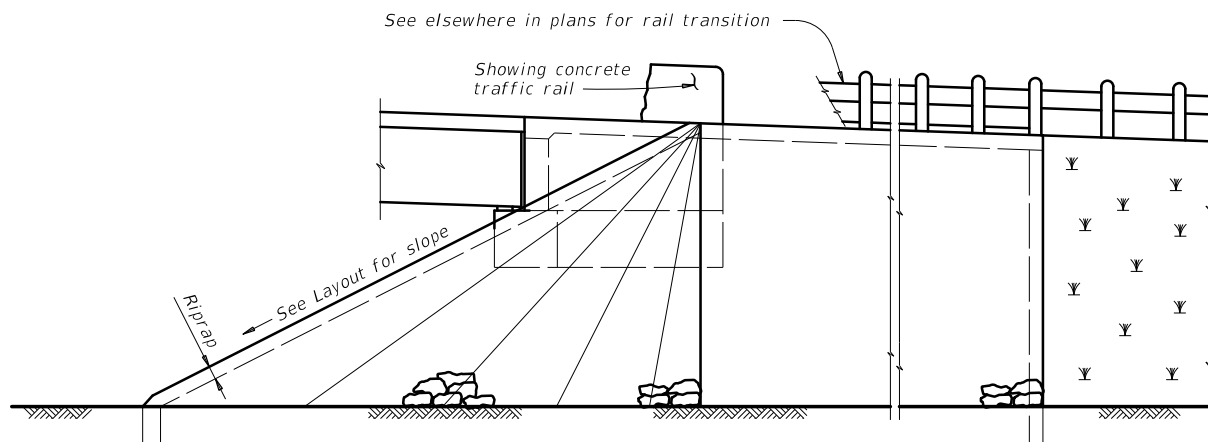 See elsewhere in plans for rail transition
Showing concrete
traffic rail
See Layout for slope
Riprap